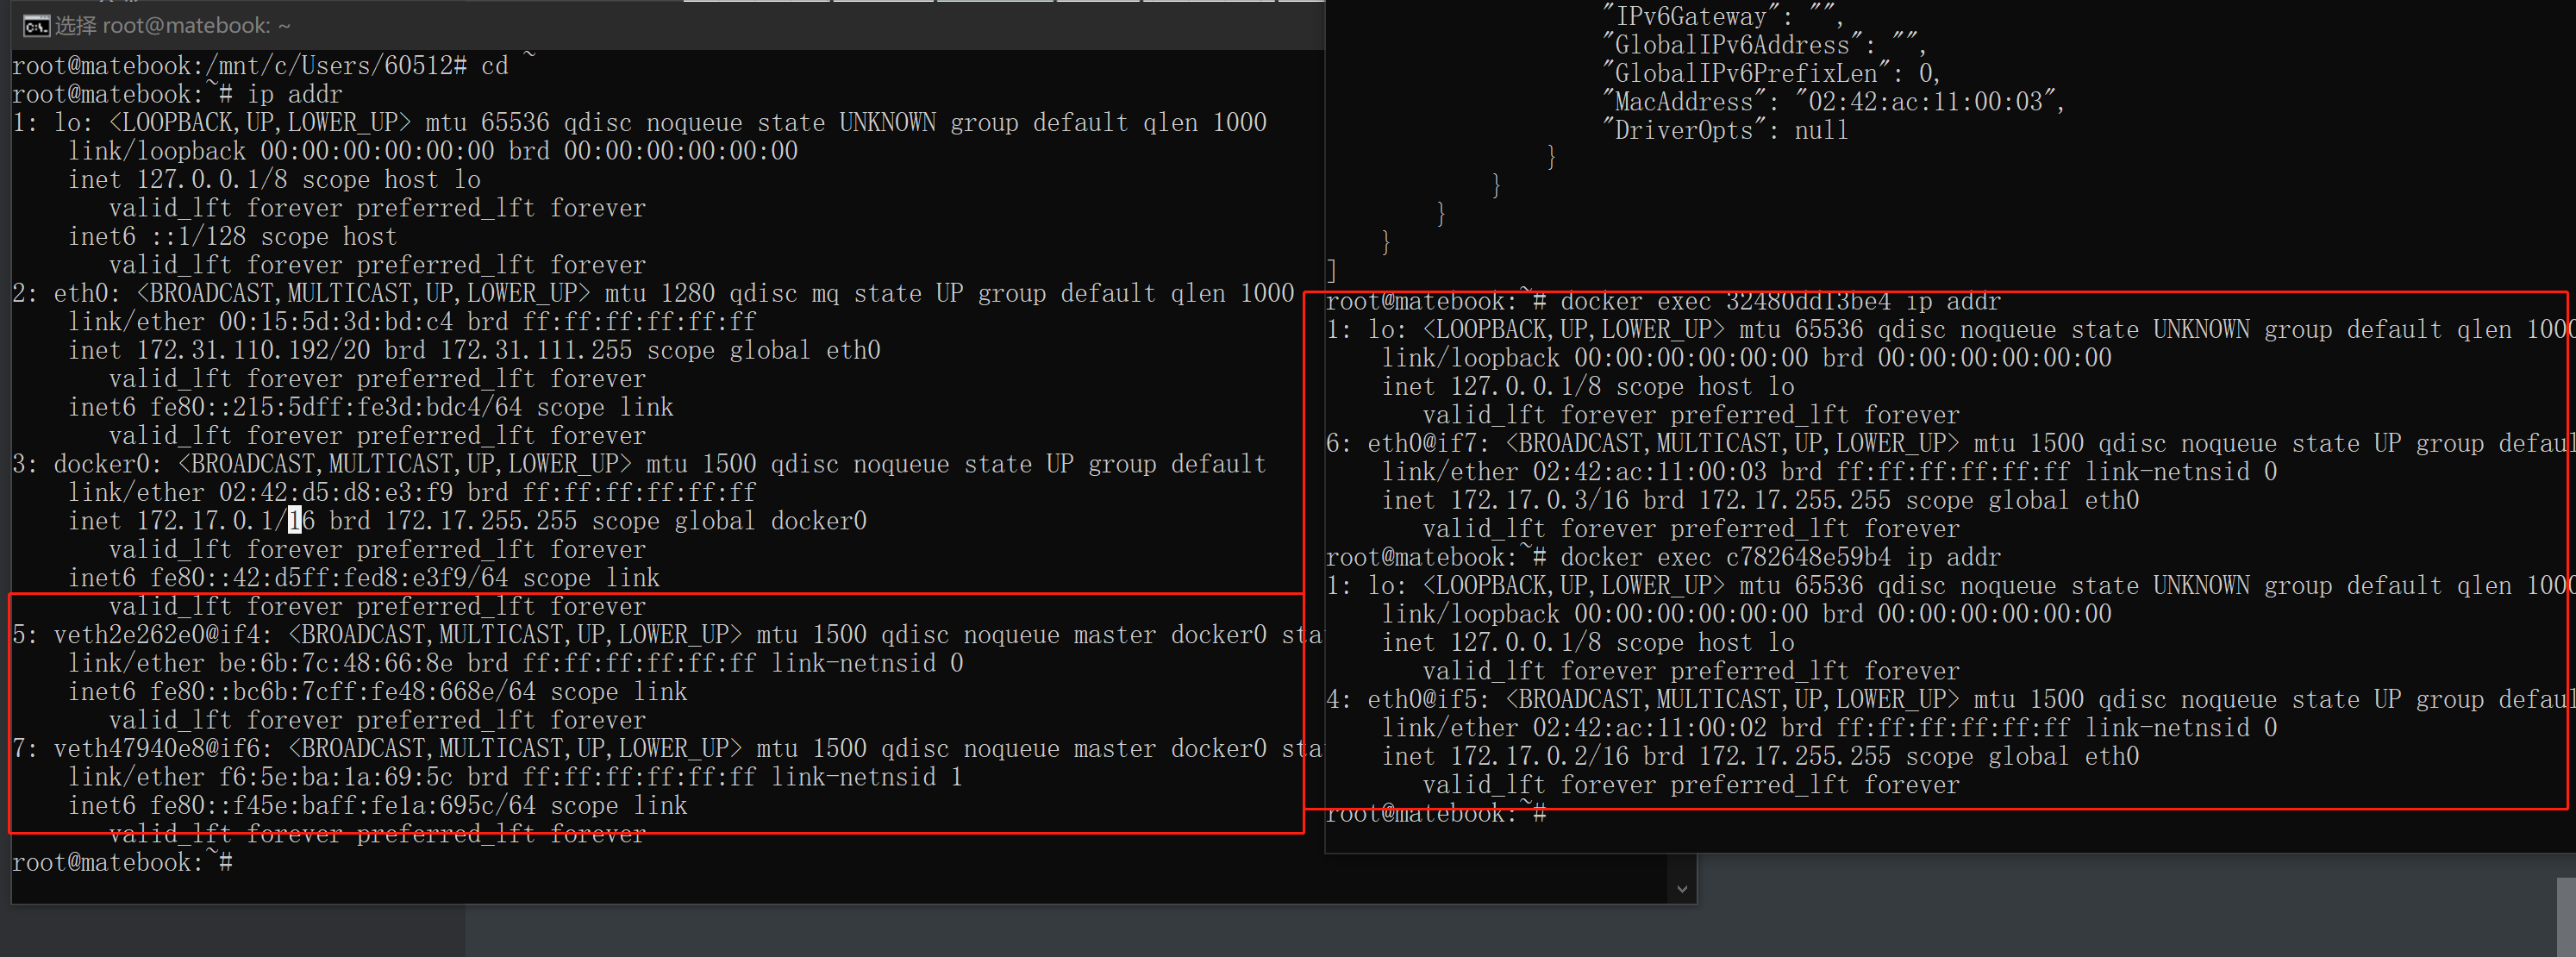 选择 root@matebook: ~
root@matebook:/mnt/c/Users/60512# cd ~
root@matebook:~# ip addr
1: lo: <LOOPBACK,UP,LOWER_UP> mtu 65536 qdisc noqueue state UNKNOWN group default qlen 1000
    link/loopback 00:00:00:00:00:00 brd 00:00:00:00:00:00
    inet 127.0.0.1/8 scope host lo
       valid_lft forever preferred_lft forever
    inet6 ::1/128 scope host
       valid_lft forever preferred_lft forever
2: eth0: <BROADCAST,MULTICAST,UP,LOWER_UP> mtu 1280 qdisc mq state UP group default qlen 1000
    link/ether 00:15:5d:3d:bd:c4 brd ff:ff:ff:ff:ff:ff
    inet 172.31.110.192/20 brd 172.31.111.255 scope global eth0
       valid_lft forever preferred_lft forever
    inet6 fe80::215:5dff:fe3d:bdc4/64 scope link
       valid_lft forever preferred_lft forever
3: docker0: <BROADCAST,MULTICAST,UP,LOWER_UP> mtu 1500 qdisc noqueue state UP group default
    link/ether 02:42:d5:d8:e3:f9 brd ff:ff:ff:ff:ff:ff
    inet 172.17.0.1/16 brd 172.17.255.255 scope global docker0
       valid_lft forever preferred_lft forever
    inet6 fe80::42:d5ff:fed8:e3f9/64 scope link
       valid_lft forever preferred_lft forever
5: veth2e262e0@if4: <BROADCAST,MULTICAST,UP,LOWER_UP> mtu 1500 qdisc noqueue master docker0 sta
    link/ether be:6b:7c:48:66:8e brd ff:ff:ff:ff:ff:ff link-netnsid 0
    inet6 fe80::bc6b:7cff:fe48:668e/64 scope link
       valid_lft forever preferred_lft forever
7: veth47940e8@if6: <BROADCAST,MULTICAST,UP,LOWER_UP> mtu 1500 qdisc noqueue master docker0 sta
    link/ether f6:5e:ba:1a:69:5c brd ff:ff:ff:ff:ff:ff link-netnsid 1
    inet6 fe80::f45e:baff:fe1a:695c/64 scope link
       valid_lft forever preferred_lft forever
root@matebook:~#
"IPv6Gateway": "",
"GlobalIPv6Address": "",
"GlobalIPv6PrefixLen": 0,
"MacAddress": "02:42:ac:11:00:03",
"DriverOpts": null
}
}
}
}
]
root@matebook:~# docker exec 32480dd13be4 ip addr
1: lo: <LOOPBACK,UP,LOWER_UP> mtu 65536 qdisc noqueue state UNKNOWN group default qlen 1000
    link/loopback 00:00:00:00:00:00 brd 00:00:00:00:00:00
    inet 127.0.0.1/8 scope host lo
       valid_lft forever preferred_lft forever
6: eth0@if7: <BROADCAST,MULTICAST,UP,LOWER_UP> mtu 1500 qdisc noqueue state UP group defaul
    link/ether 02:42:ac:11:00:03 brd ff:ff:ff:ff:ff:ff link-netnsid 0
    inet 172.17.0.3/16 brd 172.17.255.255 scope global eth0
       valid_lft forever preferred_lft forever
root@matebook:~# docker exec c782648e59b4 ip addr
1: lo: <LOOPBACK,UP,LOWER_UP> mtu 65536 qdisc noqueue state UNKNOWN group default qlen 1000
    link/loopback 00:00:00:00:00:00 brd 00:00:00:00:00:00
    inet 127.0.0.1/8 scope host lo
       valid_lft forever preferred_lft forever
4: eth0@if5: <BROADCAST,MULTICAST,UP,LOWER_UP> mtu 1500 qdisc noqueue state UP group defaul
    link/ether 02:42:ac:11:00:02 brd ff:ff:ff:ff:ff:ff link-netnsid 0
    inet 172.17.0.2/16 brd 172.17.255.255 scope global eth0
       valid_lft forever preferred_lft forever
root@matebook:~#